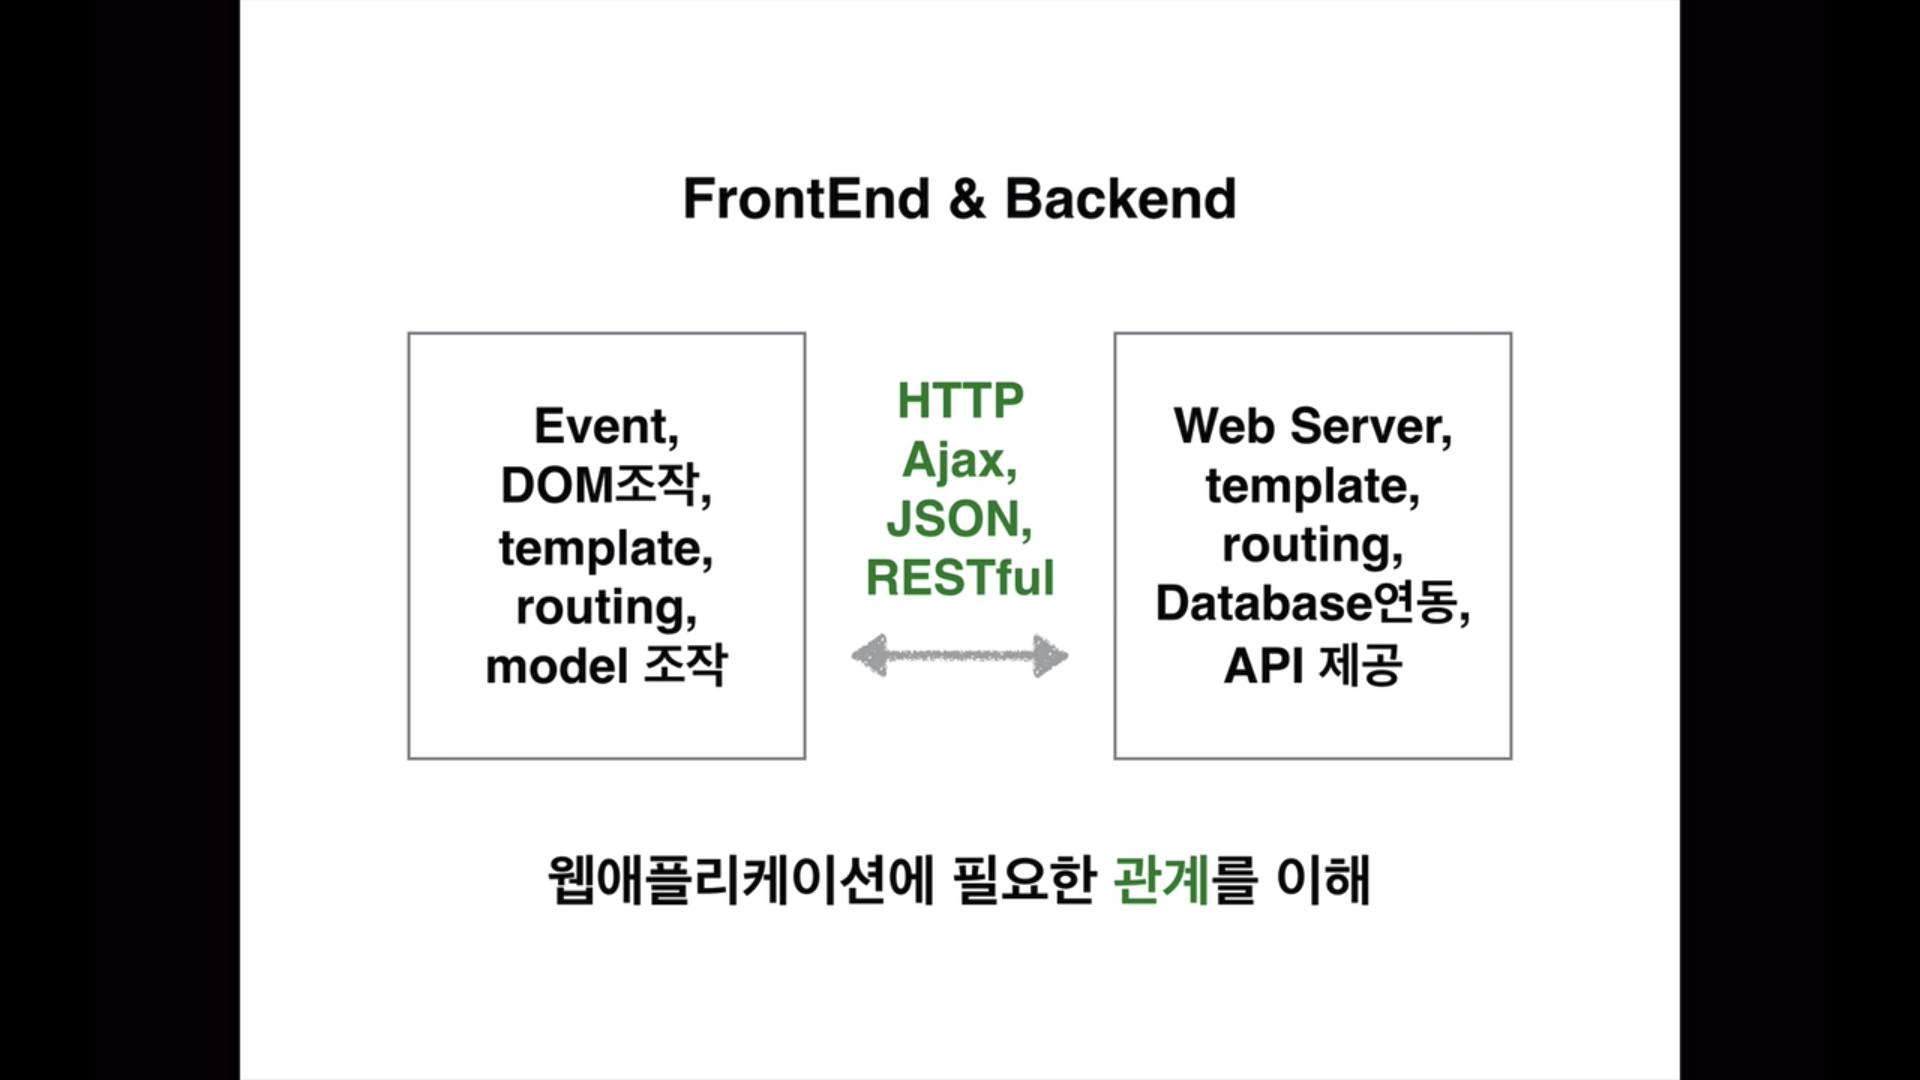 FrontEnd & Backend
Event,
DOM조작,
template,
routing,
model 조작
HTTP
Ajax,
JSON,
RESTful
Web Server,
template,
routing,
Database연동,
API 제공
웹애플리케이션에 필요한 관계를 이해